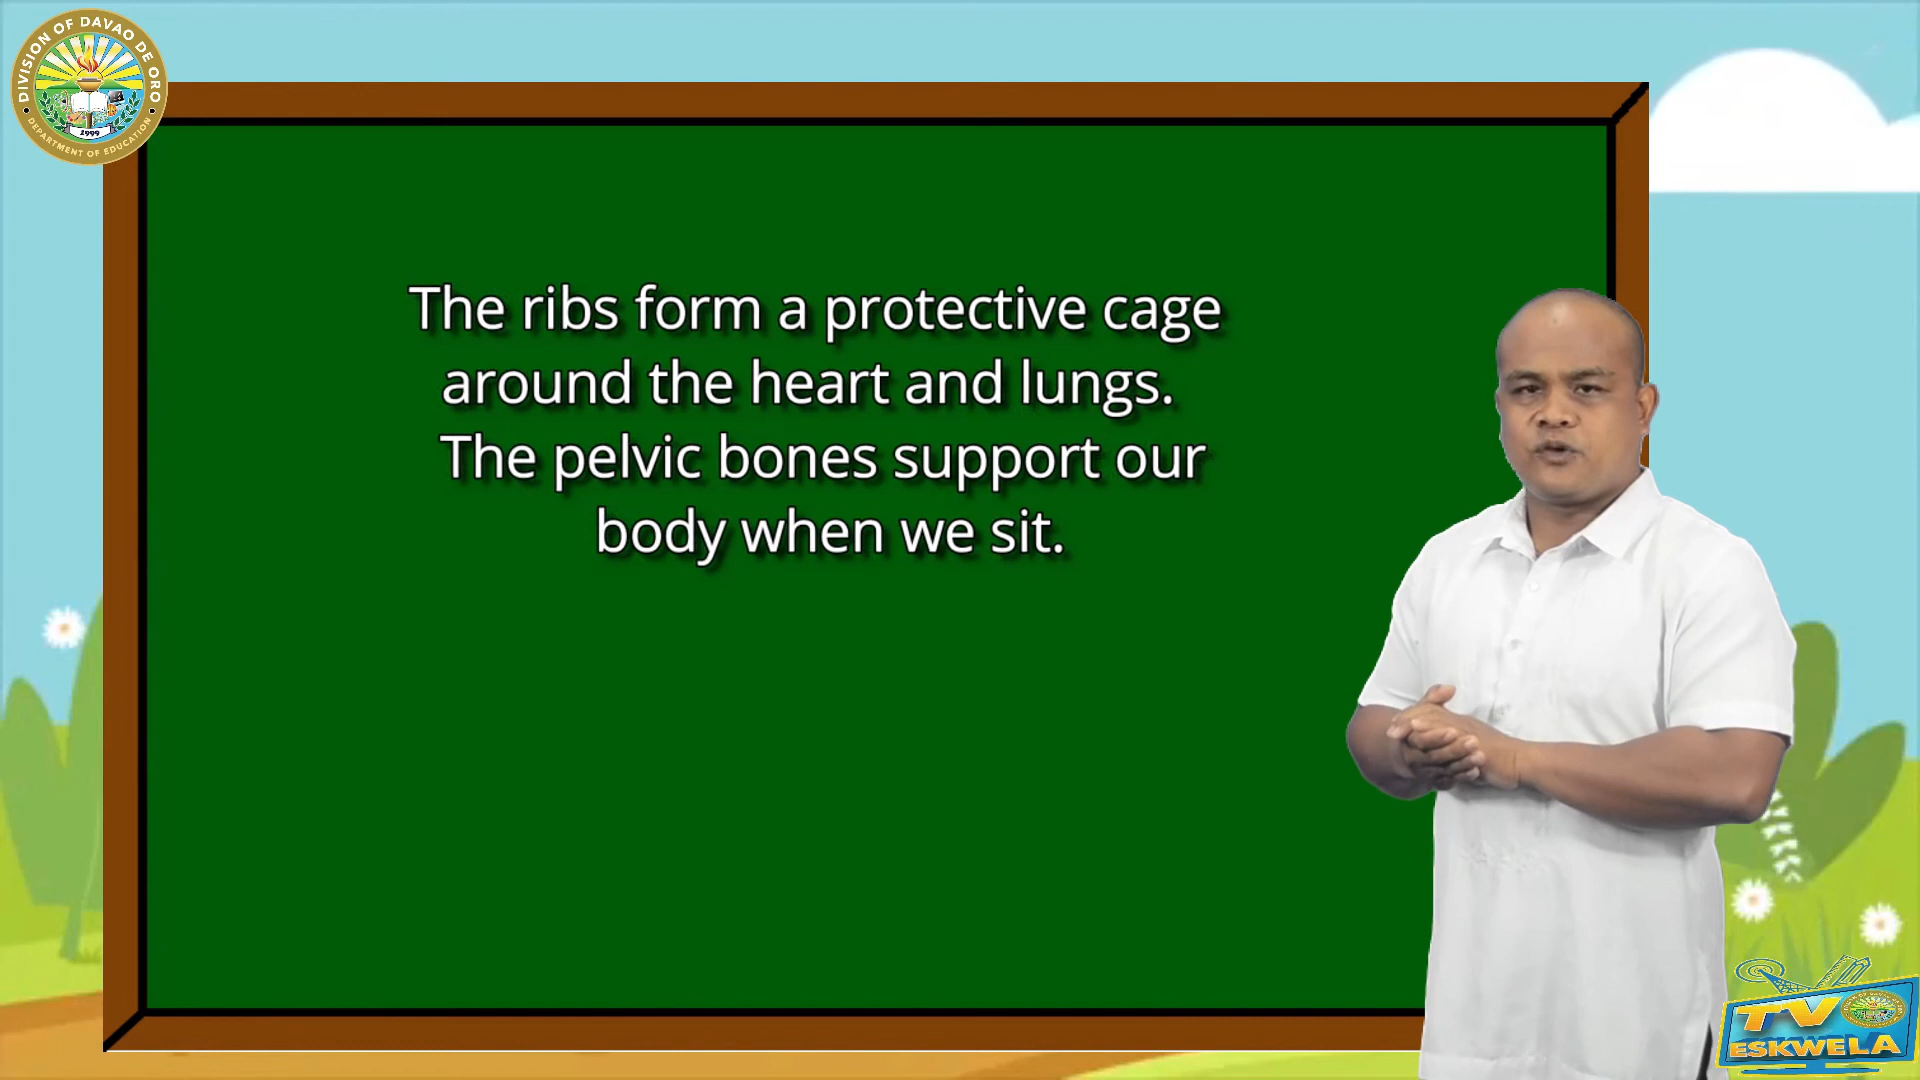 DIVISION OF DAVAO DE ORO
1999
DEPARTMENT OF EDUCATION
The ribs form a protective cage
around the heart and lungs.
The pelvic bones support our
body when we sit.
TV
ESKWELA